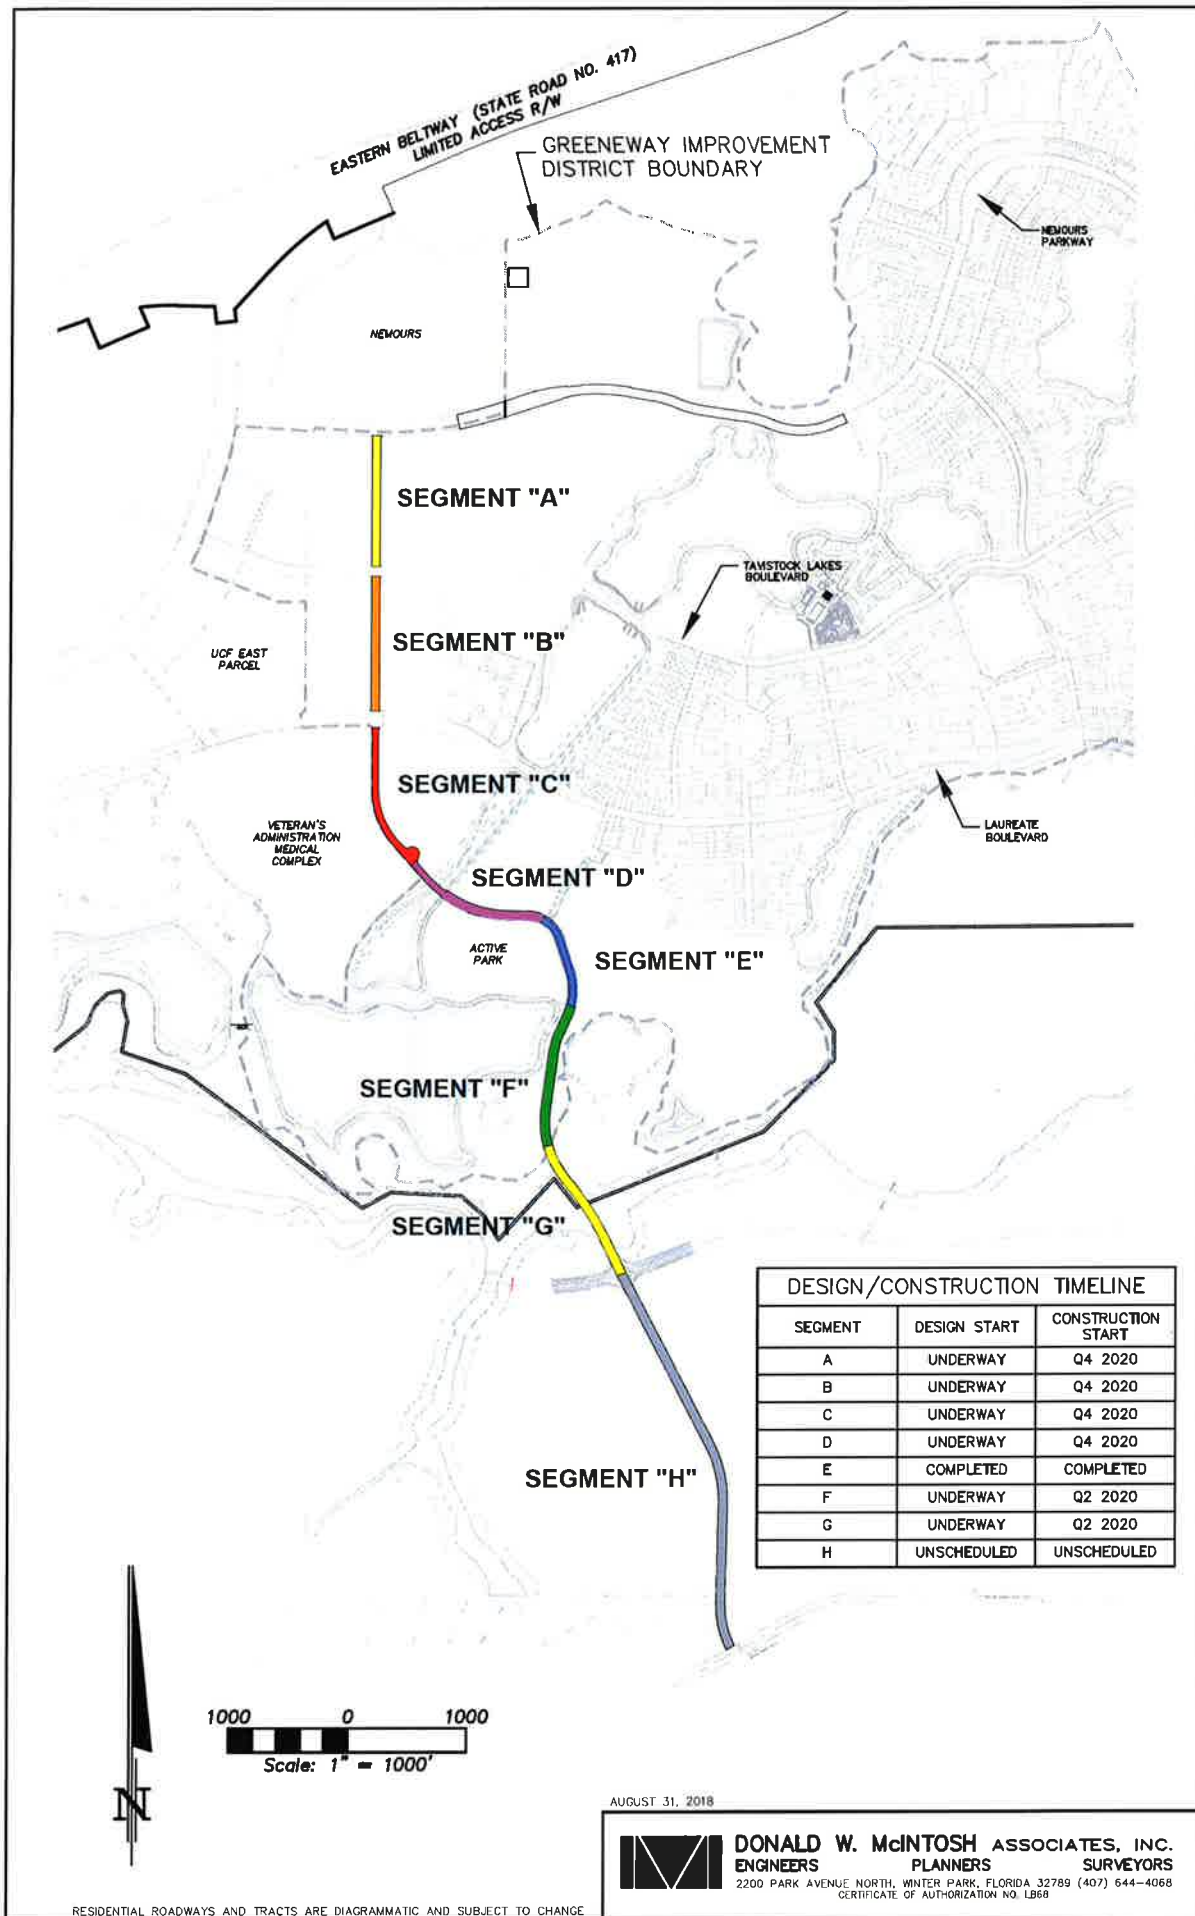 EASTERN BELTWAY (STATE ROAD NO. 417)
LIMITED ACCESS R/W
GREENEWAY IMPROVEMENT
DISTRICT BOUNDARY
NEMOURS
PARKWAY
NEMOURS
SEGMENT "A"
TAVISTOCK LAKES
BOULEVARD
SEGMENT "B"
UCF EAST
PARCEL
SEGMENT "C"
VETERAN'S
ADMINISTRATION
MEDICAL
COMPLEX
LAUREATE
BOULEVARD
SEGMENT "D"
ACTIVE
PARK
SEGMENT "E"
SEGMENT "F"
SEGMENT "G"
DESIGN/CONSTRUCTION TIMELINE
SEGMENT DESIGN START CONSTRUCTION
START
A UNDERWAY Q4 2020
B UNDERWAY Q4 2020
C UNDERWAY Q4 2020
D UNDERWAY Q4 2020
E COMPLETED COMPLETED
F UNDERWAY Q2 2020
G UNDERWAY Q2 2020
H UNSCHEDULED UNSCHEDULED
SEGMENT "H"
1000 0 1000
Scale: 1" = 1000'
N
AUGUST 31, 2018
DONALD W. McINTOSH ASSOCIATES, INC.
ENGINEERS PLANNERS SURVEYORS
2200 PARK AVENUE NORTH, WINTER PARK, FLORIDA 32789 (407) 644-4068
CERTIFICATE OF AUTHORIZATION NO. LB68
RESIDENTIAL ROADWAYS AND TRACTS ARE DIAGRAMMATIC AND SUBJECT TO CHANGE